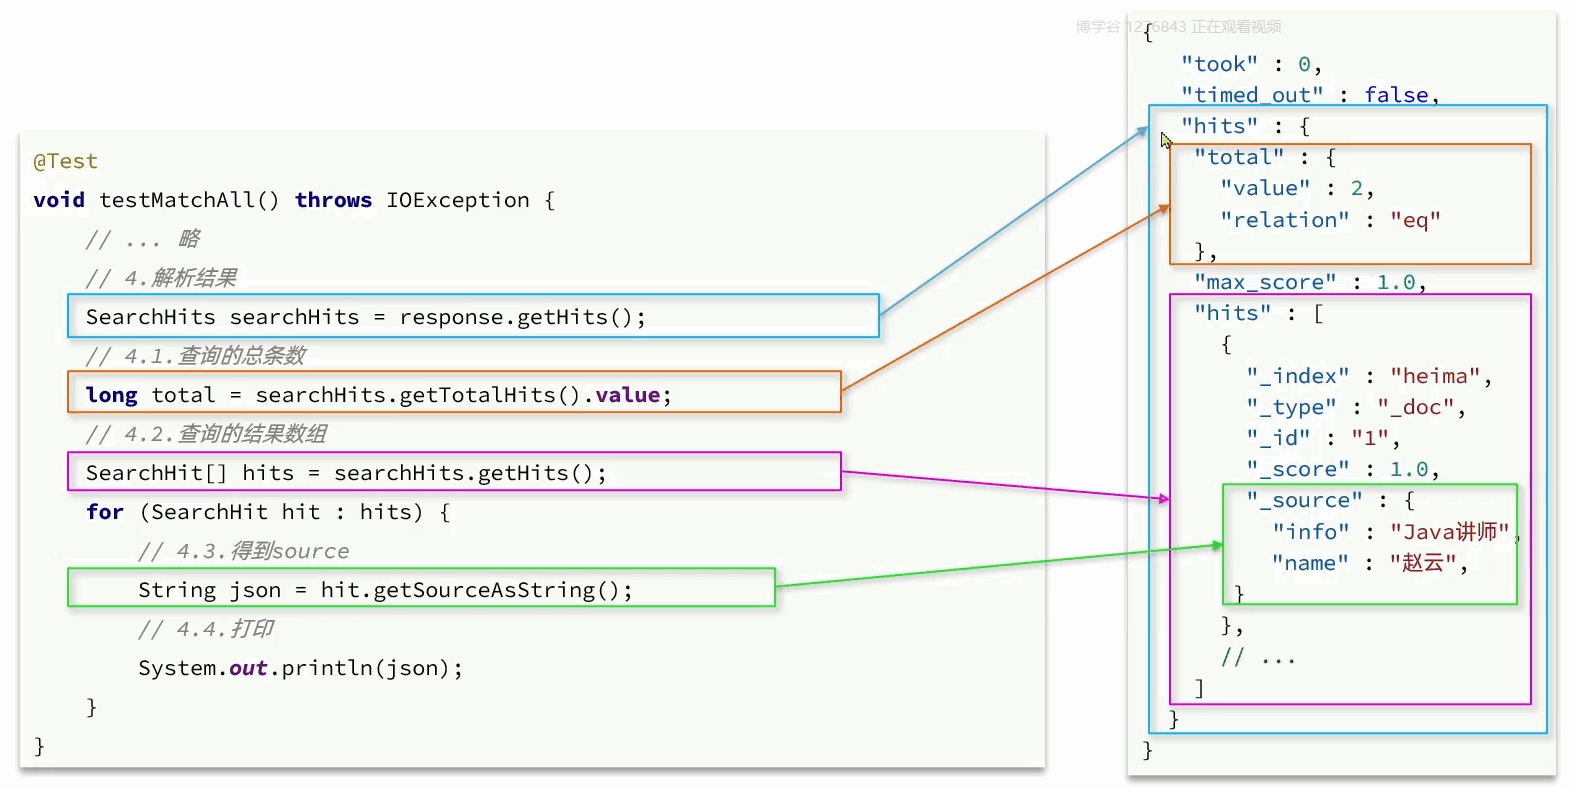 博学谷 1276843 正在观看视频
@Test
void testMatchAll() throws IOException {
// ... 略
// 4.解析结果
SearchHits searchHits = response.getHits();
// 4.1.查询的总条数
long total = searchHits.getTotalHits().value;
// 4.2.查询的结果数组
SearchHit[] hits = searchHits.getHits();
for (SearchHit hit : hits) {
// 4.3.得到source
String json = hit.getSourceAsString();
// 4.4.打印
System.out.println(json);
}
}
{
"took" : 0,
"timed_out" : false,
"hits" : {
"total" : {
"value" : 2,
"relation" : "eq"
},
"max_score" : 1.0,
"hits" : [
{
"_index" : "heima",
"_type" : "_doc",
"_id" : "1",
"_score" : 1.0,
"_source" : {
"info" : "Java讲师",
"name" : "赵云",
}
},
// ...
]
}
}